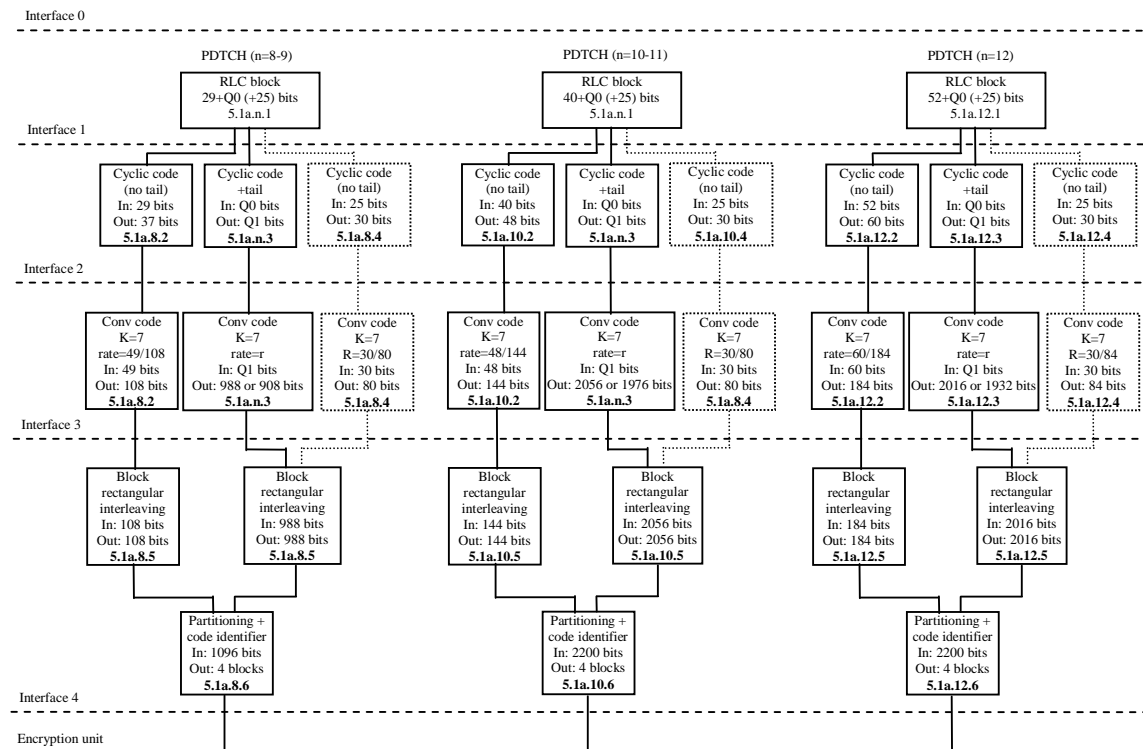 Interface 0
PDTCH (n=8-9)
PDTCH (n=10-11)
PDTCH (n=12)
RLC block
29+Q0 (+25) bits
5.1a.n.1
RLC block
40+Q0 (+25) bits
5.1a.n.1
RLC block
52+Q0 (+25) bits
5.1a.12.1
Interface 1
Cyclic code
(no tail)
In: 29 bits
Out: 37 bits
5.1a.8.2
Cyclic code
+tail
In: Q0 bits
Out: Q1 bits
5.1a.n.3
Cyclic code
(no tail)
In: 25 bits
Out: 30 bits
5.1a.8.4
Cyclic code
(no tail)
In: 40 bits
Out: 48 bits
5.1a.10.2
Cyclic code
+tail
In: Q0 bits
Out: Q1 bits
5.1a.n.3
Cyclic code
(no tail)
In: 25 bits
Out: 30 bits
5.1a.10.4
Cyclic code
(no tail)
In: 52 bits
Out: 60 bits
5.1a.12.2
Cyclic code
+tail
In: Q0 bits
Out: Q1 bits
5.1a.12.3
Cyclic code
(no tail)
In: 25 bits
Out: 30 bits
5.1a.12.4
Interface 2
Conv code
K=7
rate=49/108
In: 49 bits
Out: 108 bits
5.1a.8.2
Conv code
K=7
rate=r
In: Q1 bits
Out: 988 or 908 bits
5.1a.n.3
Conv code
K=7
R=30/80
In: 30 bits
Out: 80 bits
5.1a.8.4
Conv code
K=7
rate=48/144
In: 48 bits
Out: 144 bits
5.1a.10.2
Conv code
K=7
rate=r
In: Q1 bits
Out: 2056 or 1976 bits
5.1a.n.3
Conv code
K=7
R=30/80
In: 30 bits
Out: 80 bits
5.1a.8.4
Conv code
K=7
rate=60/184
In: 60 bits
Out: 184 bits
5.1a.12.2
Conv code
K=7
rate=r
In: Q1 bits
Out: 2016 or 1932 bits
5.1a.12.3
Conv code
K=7
R=30/84
In: 30 bits
Out: 84 bits
5.1a.12.4
Interface 3
Block
rectangular
interleaving
In: 108 bits
Out: 108 bits
5.1a.8.5
Block
rectangular
interleaving
In: 988 bits
Out: 988 bits
5.1a.8.5
Block
rectangular
interleaving
In: 144 bits
Out: 144 bits
5.1a.10.5
Block
rectangular
interleaving
In: 2056 bits
Out: 2056 bits
5.1a.10.5
Block
rectangular
interleaving
In: 184 bits
Out: 184 bits
5.1a.12.5
Block
rectangular
interleaving
In: 2016 bits
Out: 2016 bits
5.1a.12.5
Partitioning +
code identifier
In: 1096 bits
Out: 4 blocks
5.1a.8.6
Partitioning +
code identifier
In: 2200 bits
Out: 4 blocks
5.1a.10.6
Partitioning +
code identifier
In: 2200 bits
Out: 4 blocks
5.1a.12.6
Interface 4
Encryption unit